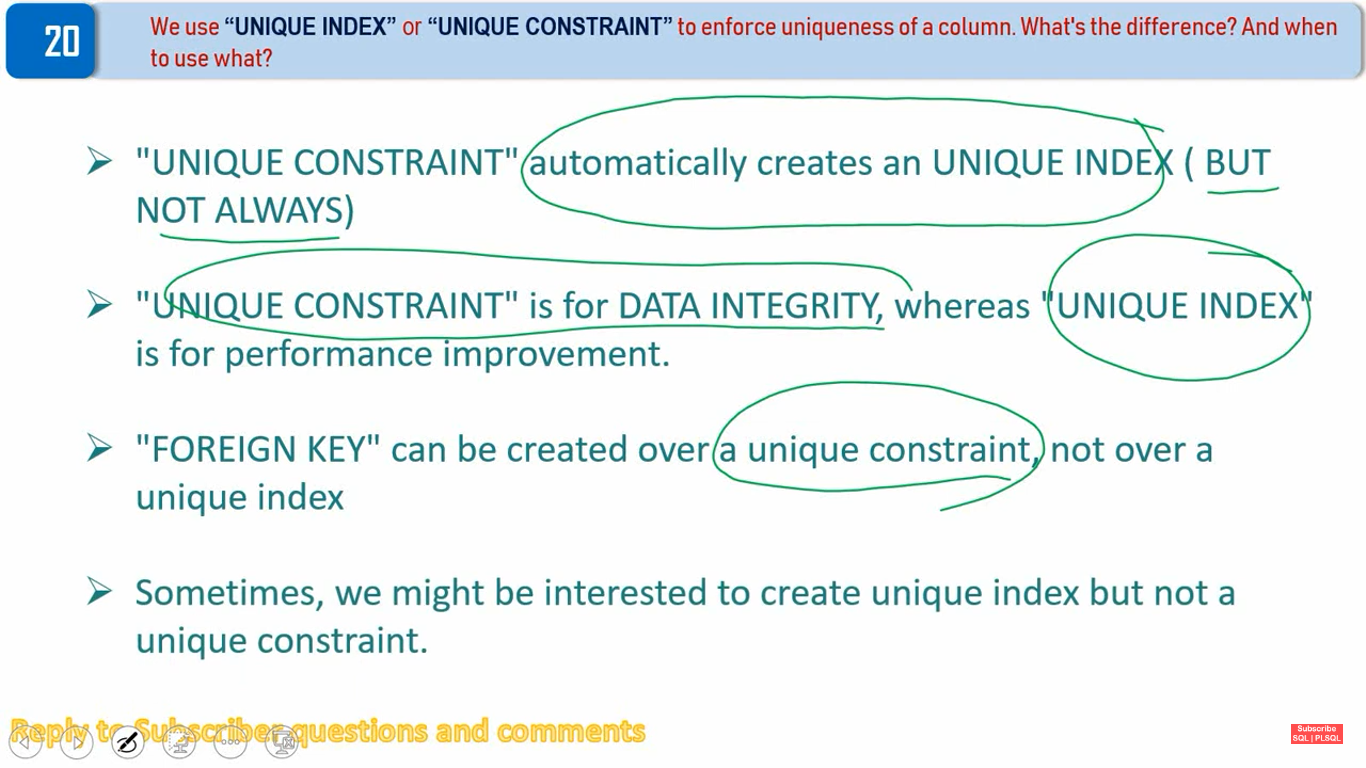 20
We use “UNIQUE INDEX” or “UNIQUE CONSTRAINT” to enforce uniqueness of a column. What's the difference? And when
to use what?
"UNIQUE CONSTRAINT" automatically creates an UNIQUE INDEX ( BUT
NOT ALWAYS)
"UNIQUE CONSTRAINT" is for DATA INTEGRITY, whereas "UNIQUE INDEX"
is for performance improvement.
"FOREIGN KEY" can be created over a unique constraint, not over a
unique index
Sometimes, we might be interested to create unique index but not a
unique constraint.
Reply to Subscriber questions and comments
Subscribe
SQL | PLSQL